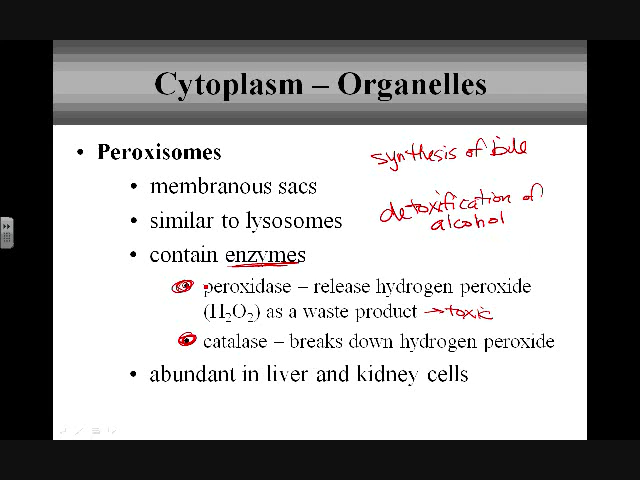 Cytoplasm – Organelles
• Peroxisomes
synthesis of bile
• membranous sacs
detoxification of
alcohol
• similar to lysosomes
• contain enzymes
• peroxidase – release hydrogen peroxide
(H₂O₂) as a waste product → toxic
• catalase – breaks down hydrogen peroxide
• abundant in liver and kidney cells